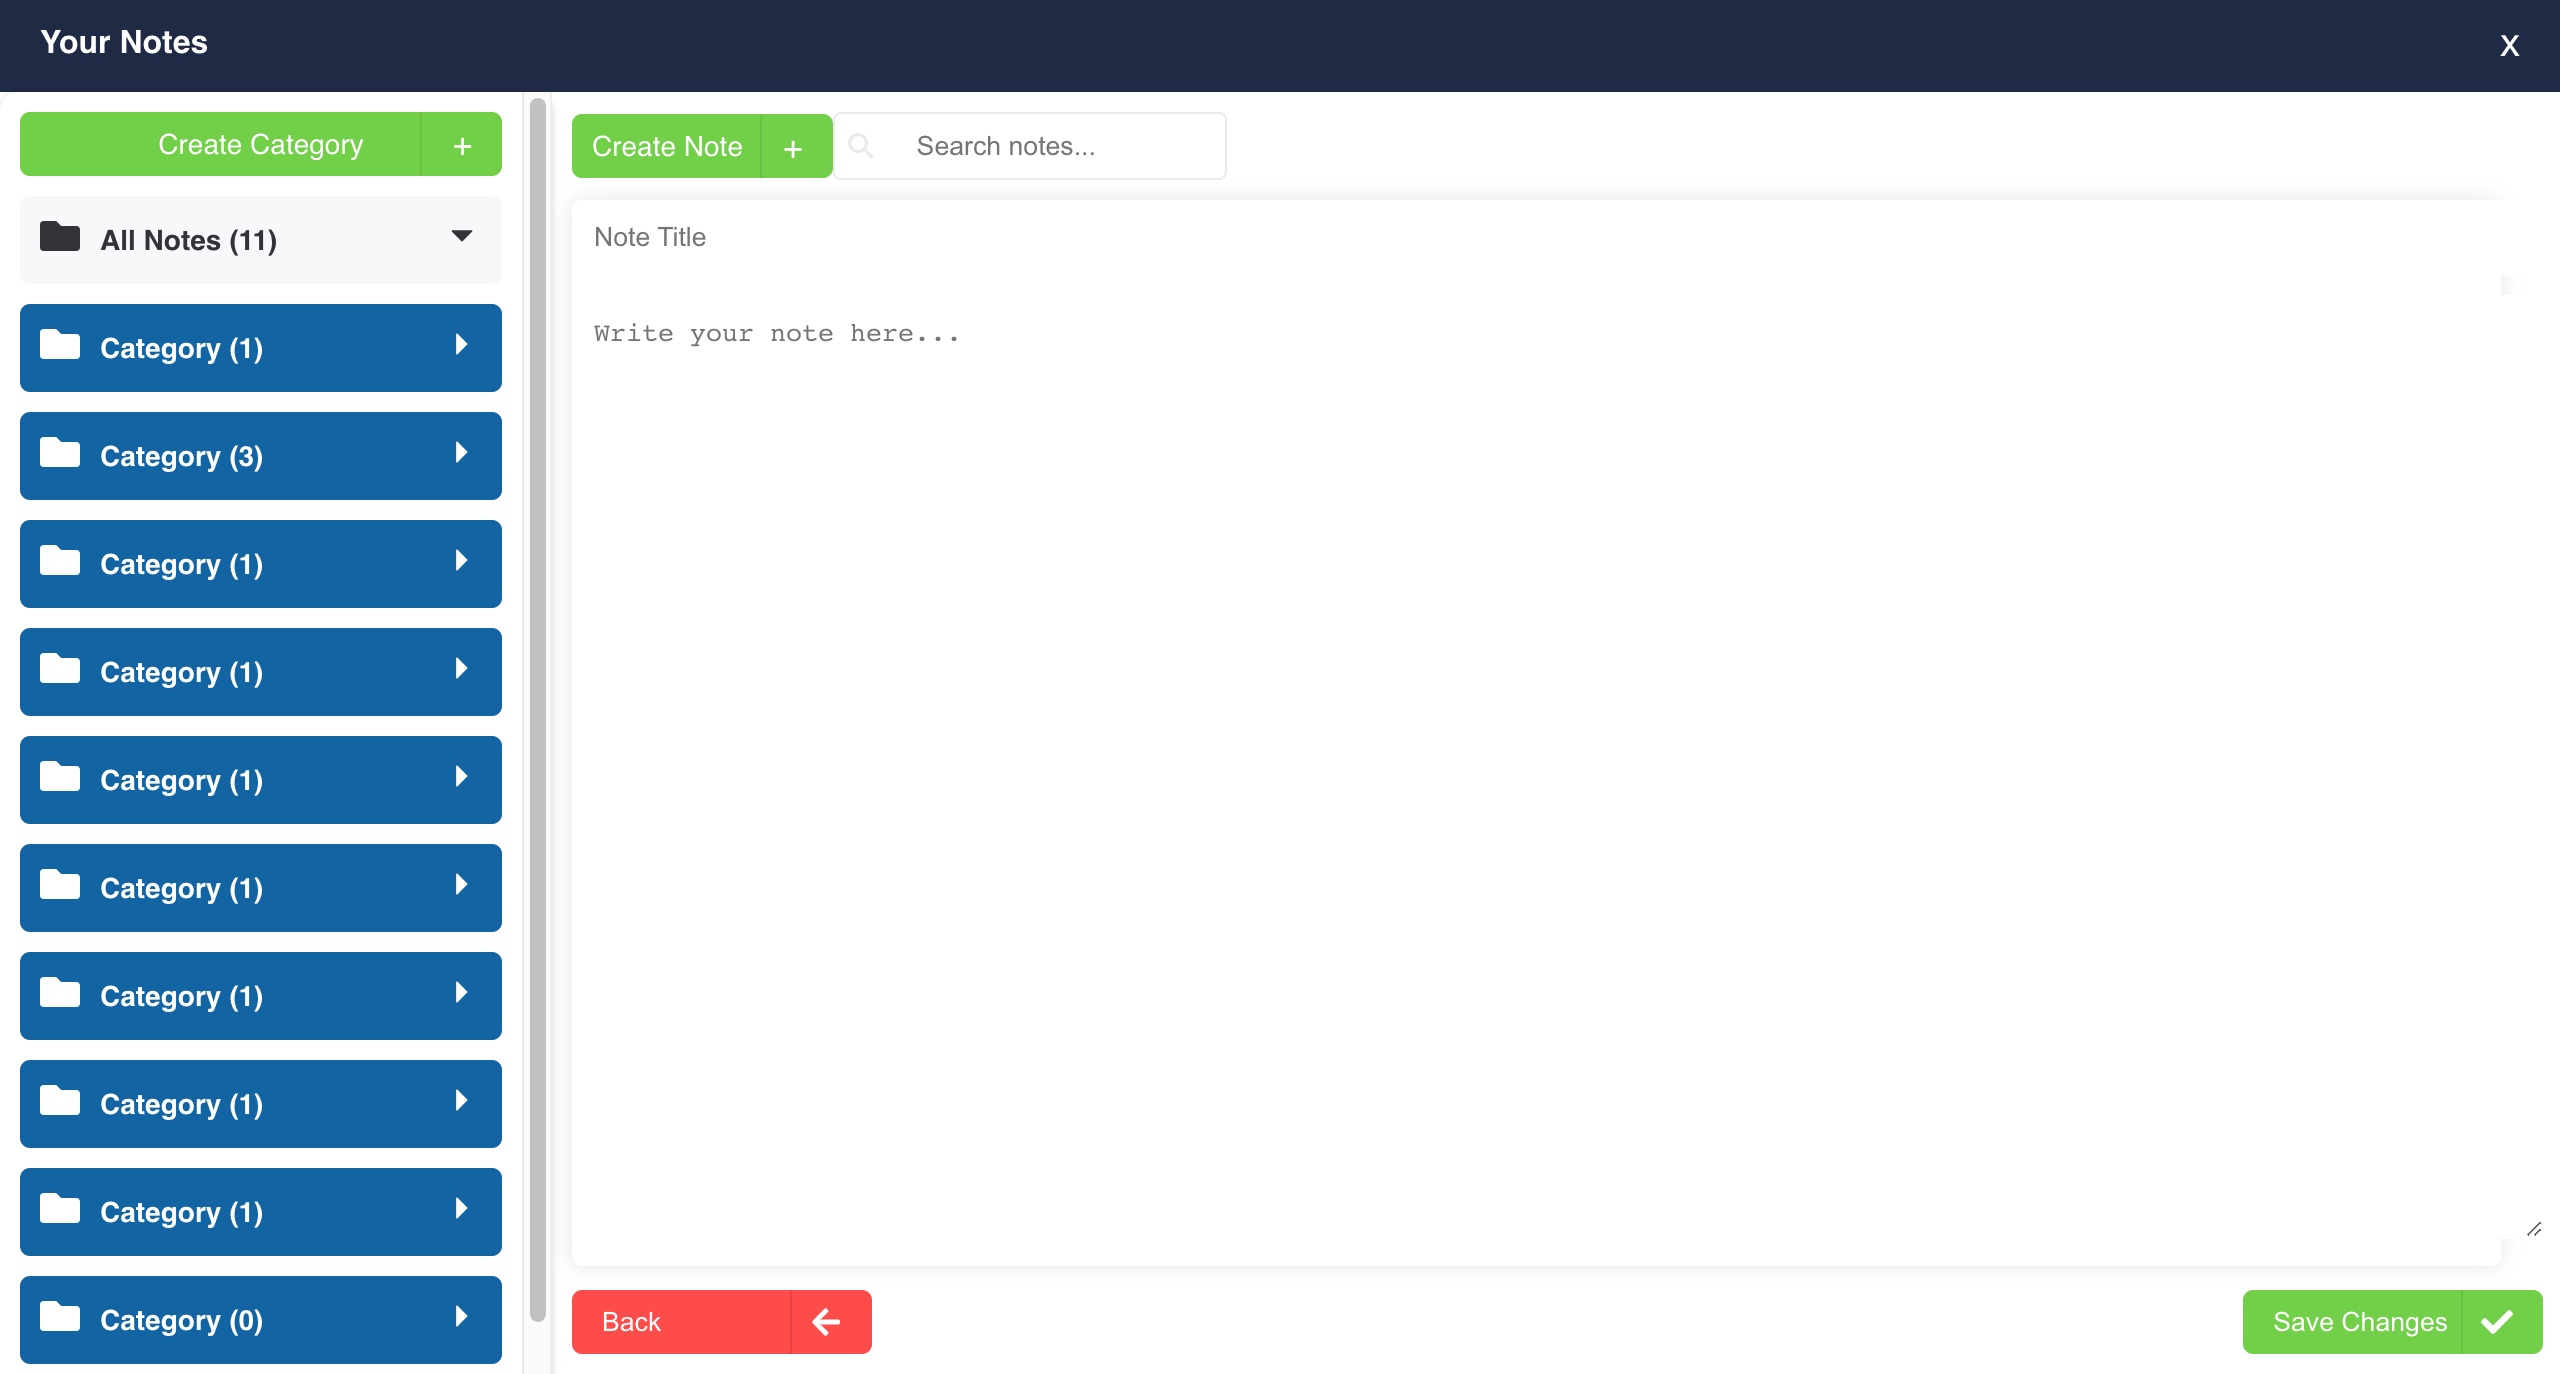 Your Notes
X
Create Category +
All Notes (11)
Category (1)
Category (3)
Category (1)
Category (1)
Category (1)
Category (1)
Category (1)
Category (1)
Category (1)
Category (0)
Create Note +
Search notes...
Note Title
Write your note here...
Back
Save Changes